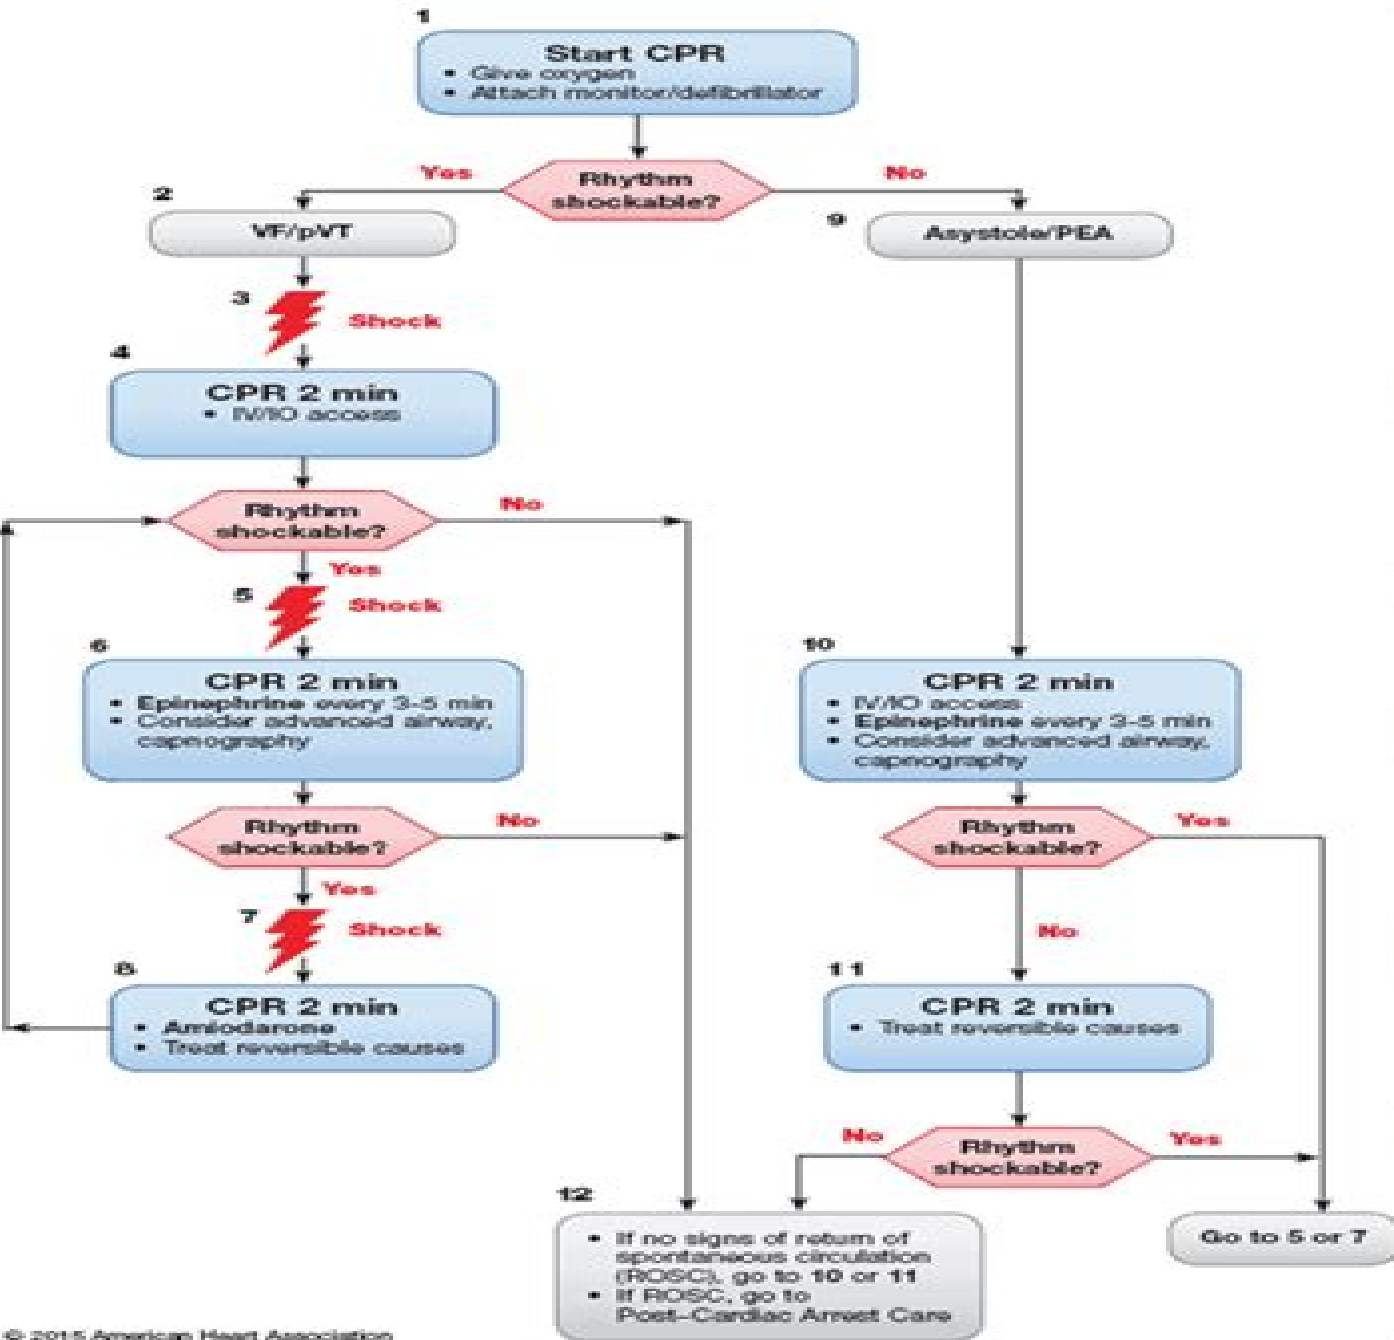 1
Start CPR
• Give oxygen
• Attach monitor/defibrillator
Rhythm
shockable?
Yes
No
2
VF/pVT
9
Asystole/PEA
3
Shock
4
CPR 2 min
• IV/IO access
Rhythm
shockable?
No
Yes
5
Shock
6
CPR 2 min
• Epinephrine every 3-5 min
• Consider advanced airway,
capnography
Rhythm
shockable?
No
Yes
7
Shock
8
CPR 2 min
• Amiodarone
• Treat reversible causes
10
CPR 2 min
• IV/IO access
• Epinephrine every 3-5 min
• Consider advanced airway,
capnography
Rhythm
shockable?
Yes
No
11
CPR 2 min
• Treat reversible causes
No
Rhythm
shockable?
Yes
12
• If no signs of return of
spontaneous circulation
(ROSC), go to 10 or 11
• If ROSC, go to
Post-Cardiac Arrest Care
Go to 5 or 7
© 2015 American Heart Association